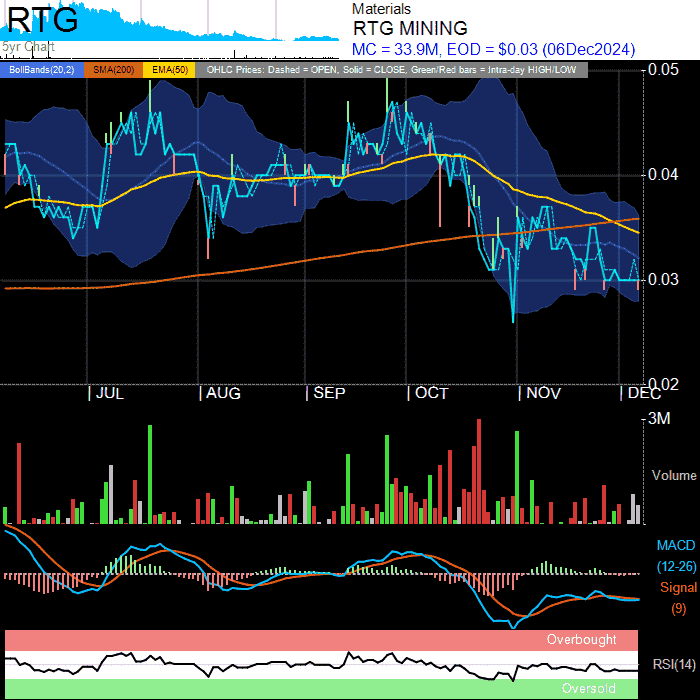 RTG
5yr Chart
Materials
RTG MINING
MC = 33.9M, EOD = $0.03 (06Dec2024)
BollBands(20,2) SMA(200) EMA(50) OHLC Prices: Dashed = OPEN, Solid = CLOSE, Green/Red bars = Intra-day HIGH/LOW
0.05
0.04
0.03
0.02
JUL AUG SEP OCT NOV DEC
3M
Volume
MACD
(12-26)
Signal
(9)
Overbought
RSI(14)
Oversold